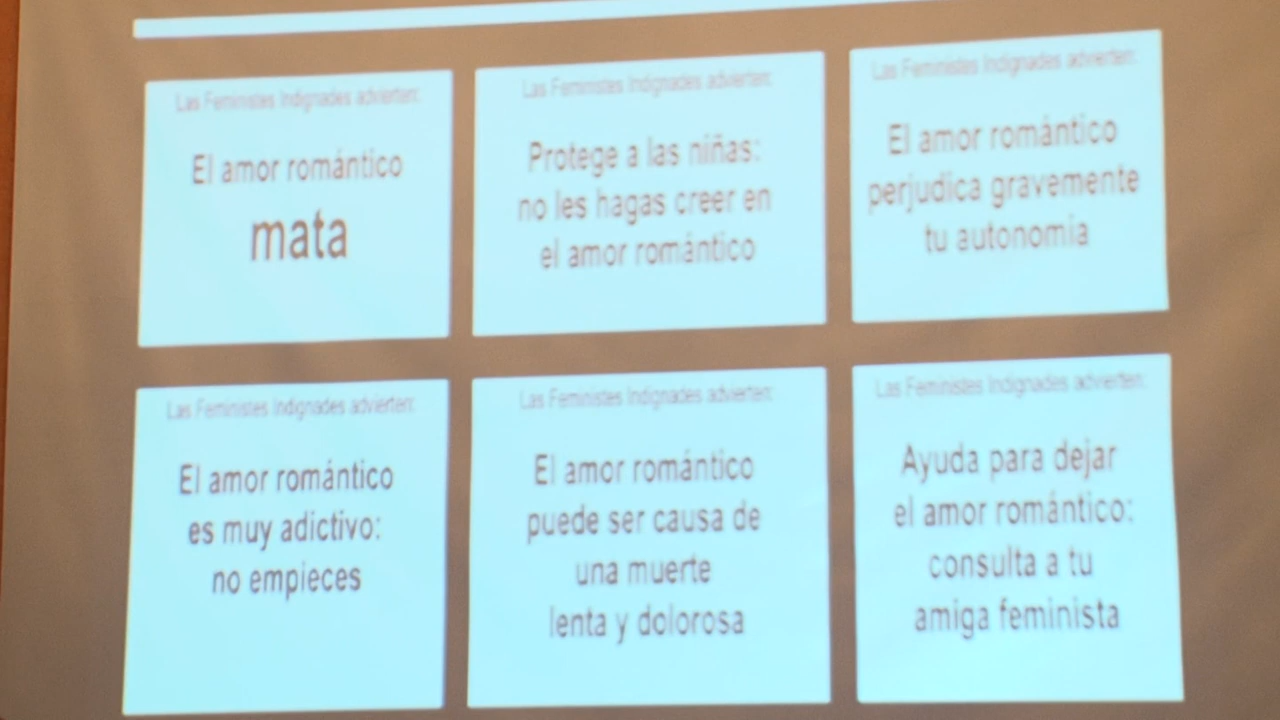 Las Feministes Indignades advierten:
El amor romántico
mata
Las Feministes Indignades advierten:
Protege a las niñas:
no les hagas creer en
el amor romántico
Las Feministes Indignades advierten:
El amor romántico
perjudica gravemente
tu autonomía
Las Feministes Indignades advierten:
El amor romántico
es muy adictivo:
no empieces
Las Feministes Indignades advierten:
El amor romántico
puede ser causa de
una muerte
lenta y dolorosa
Las Feministes Indignades advierten:
Ayuda para dejar
el amor romántico:
consulta a tu
amiga feminista